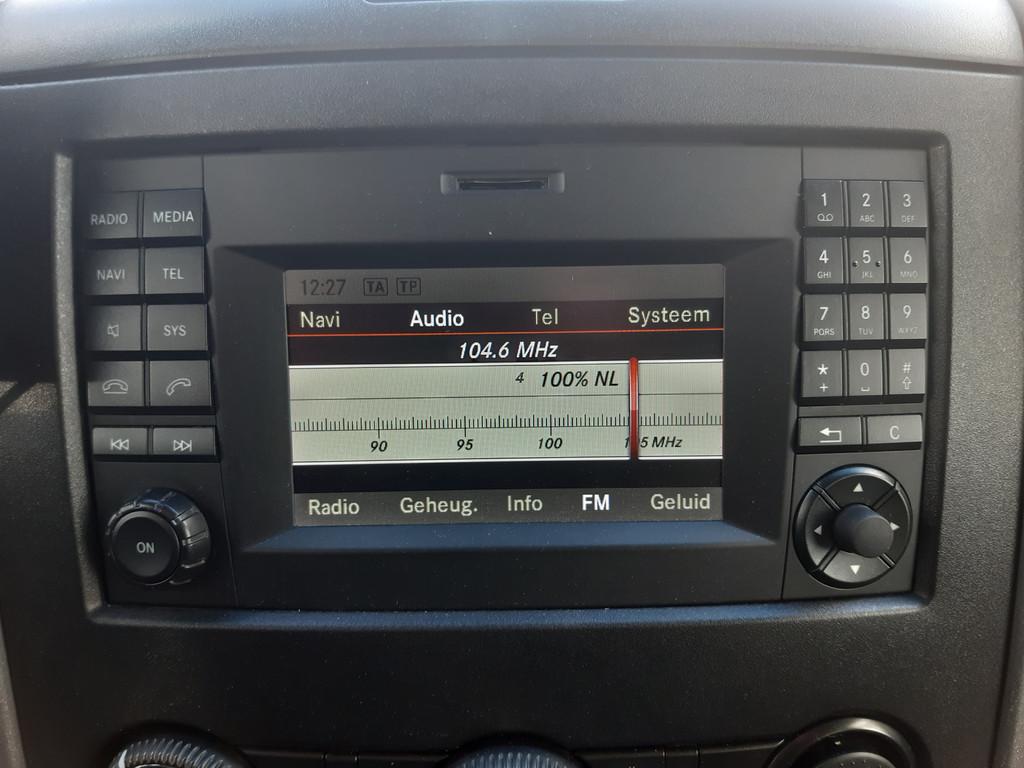 RADIO MEDIA
NAVI TEL
SYS
ON
12:27 TA TP
Navi Audio Tel Systeem
104.6 MHz
4 100% NL
90 95 100 105 MHz
Radio Geheug. Info FM Geluid
1 2 3
ABC DEF
4 5 6
GHI JKL MNO
7 8 9
PQRS TUV WXYZ
* 0 #
+
C